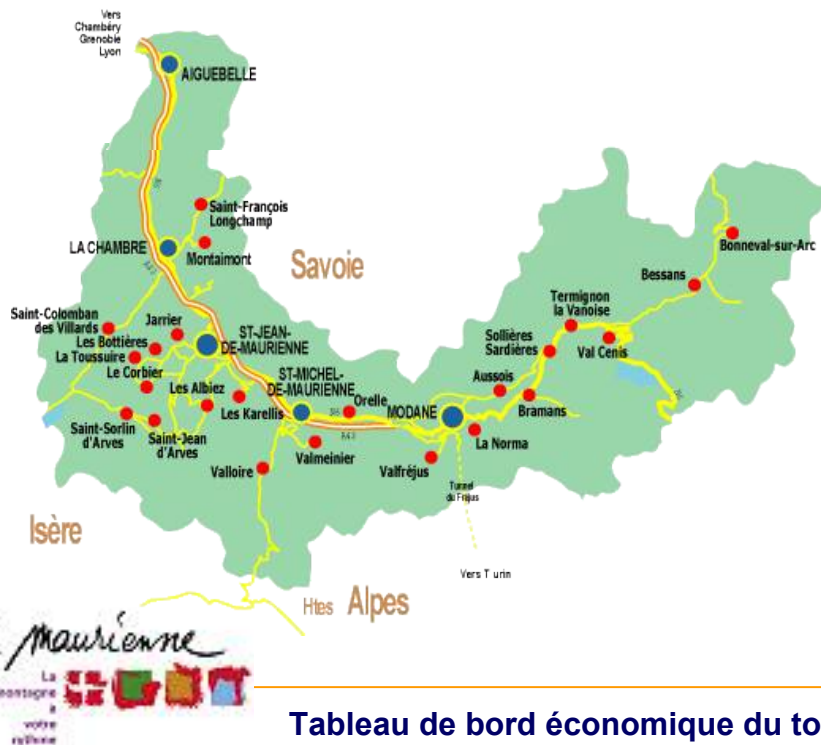 Vers
Chambéry
Grenoble
Lyon
AIGUEBELLE
Saint-François
Longchamp
LA CHAMBRE
Montaimont
Savoie
Bonneval-sur-Arc
Bessans
Termignon
la Vanoise
Saint-Colomban
des Villards
Jarrier
Les Bottières
La Toussuire
Le Corbier
ST-JEAN-
DE-MAURIENNE
Sollières
Sardières
Val Cenis
ST-MICHEL-
DE-MAURIENNE
Les Albiez
Les Karellis
Orelle
Aussois
MODANE
Bramans
Saint-Sorlin
d'Arves
Saint-Jean
d'Arves
La Norma
Valmeinier
Valloire
Valfréjus
Tunnel
du Fréjus
Isère
Vers Turin
Htes Alpes
maurienne
La
montagne
à
votre
rythme
Tableau de bord économique du to